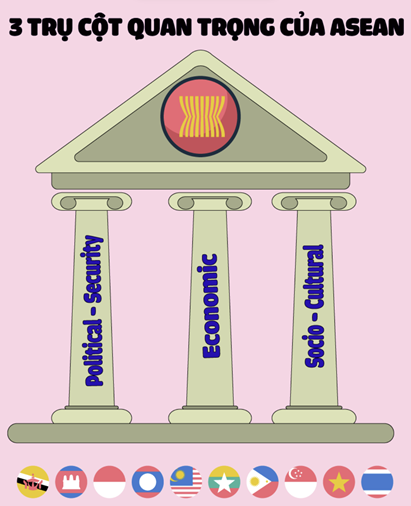 3 TRỤ CỘT QUAN TRỌNG CỦA ASEAN
Political - Security
Economic
Socio - Cultural